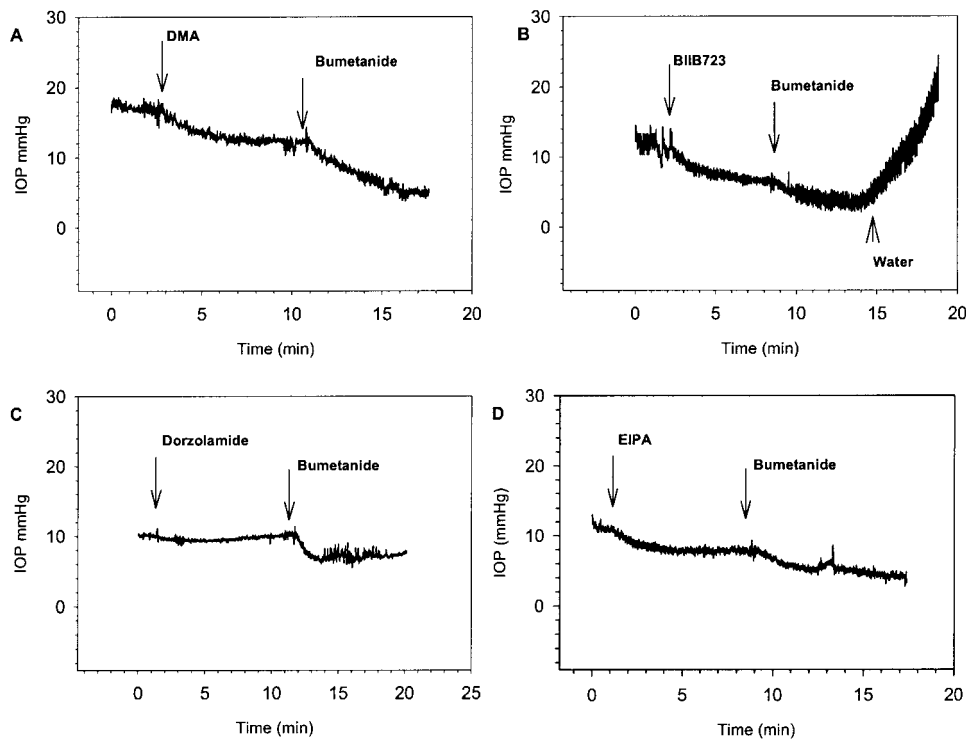 A
30
20
10
0
IOP mmHg
DMA
Bumetanide
0 5 10 15 20
Time (min)
B
30
20
10
0
IOP mmHg
BIIB723
Bumetanide
Water
0 5 10 15 20
Time (min)
C
30
20
10
0
IOP mmHg
Dorzolamide
Bumetanide
0 5 10 15 20 25
Time (min)
D
30
20
10
0
IOP (mmHg)
EIPA
Bumetanide
0 5 10 15 20
Time (min)